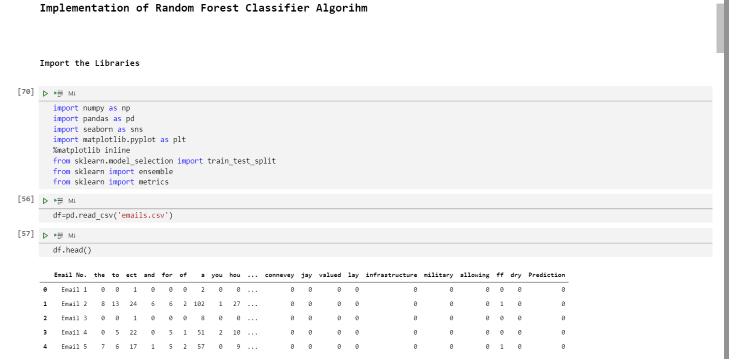 Implementation of Random Forest Classifier Algorihm
Import the Libraries
[70] Mi
import numpy as np
import pandas as pd
import seaborn as sns
import matplotlib.pyplot as plt
%matplotlib inline
from sklearn.model_selection import train_test_split
from sklearn import ensemble
from sklearn import metrics
[56] Mi
df=pd.read_csv('emails.csv')
[57] Mi
df.head()
Email No. the to ect and for of a you hou ... connevey jay valued lay infrastructure military allowing ff dry Prediction
0 Email 1 0 0 1 0 0 0 2 0 0 ... 0 0 0 0 0 0 0 0 0 0
1 Email 2 8 13 24 6 6 2 102 1 27 ... 0 0 0 0 0 0 0 1 0 0
2 Email 3 0 0 1 0 0 0 8 0 0 ... 0 0 0 0 0 0 0 0 0 0
3 Email 4 0 5 22 0 5 1 51 2 10 ... 0 0 0 0 0 0 0 0 0 0
4 Email 5 7 6 17 1 5 2 57 0 9 ... 0 0 0 0 0 0 0 1 0 0